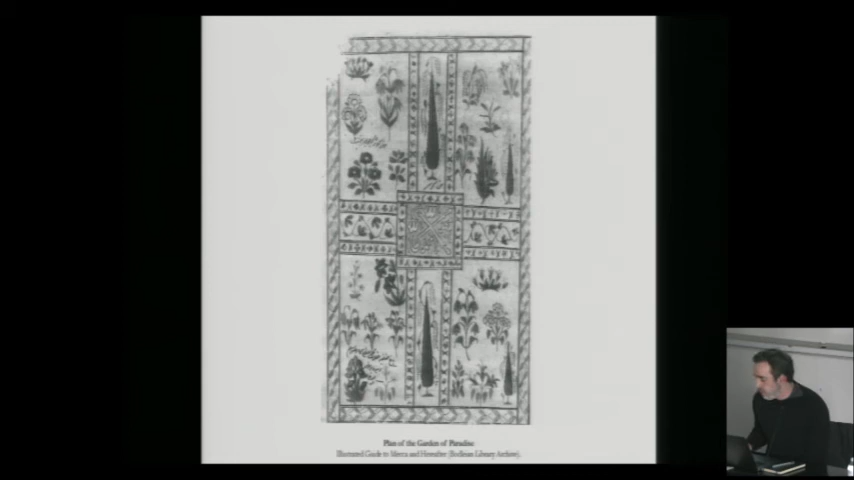 Plan of the Garden of Paradise
Illustrated Guide to Mecca and Hereafter (Bodleian Library Archive).